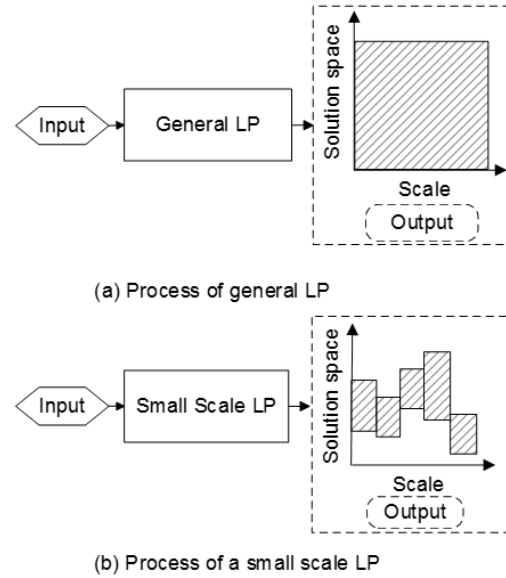 Input
General LP
Solution space
Scale
Output
(a) Process of general LP
Input
Small Scale LP
Solution space
Scale
Output
(b) Process of a small scale LP